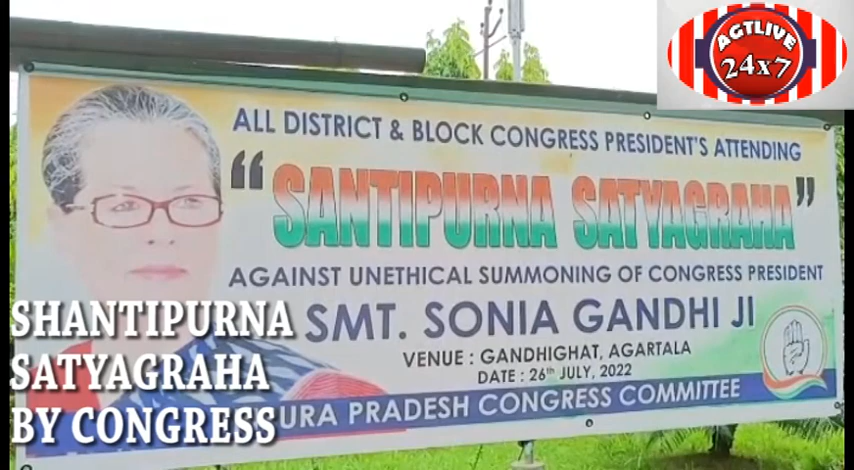 AGTLIVE
24x7
ALL DISTRICT & BLOCK CONGRESS PRESIDENT'S ATTENDING
“SANTIPURNA SATYAGRAHA”
AGAINST UNETHICAL SUMMONING OF CONGRESS PRESIDENT
SMT. SONIA GANDHI JI
VENUE : GANDHIGHAT, AGARTALA
DATE : 26th JULY, 2022
URA PRADESH CONGRESS COMMITTEE
SHANTIPURNA
SATYAGRAHA
BY CONGRESS